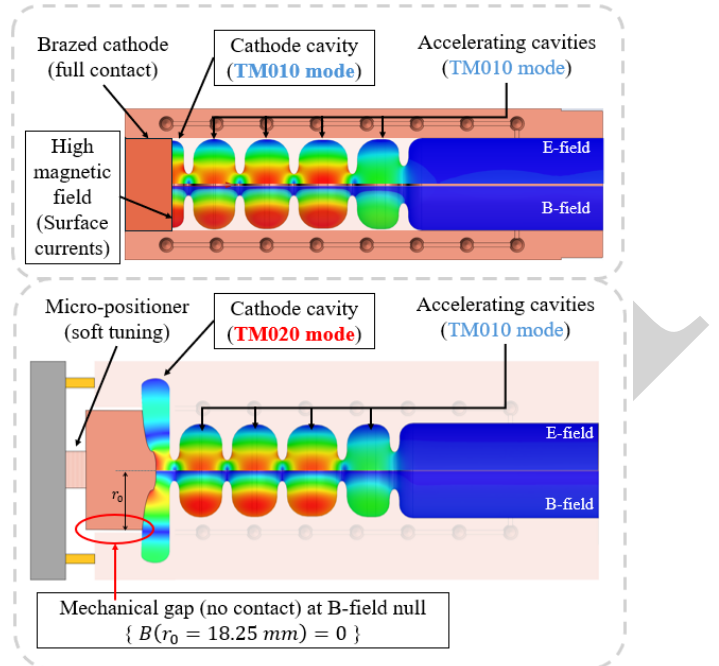 Brazed cathode
(full contact)
Cathode cavity
(TM010 mode)
Accelerating cavities
(TM010 mode)
High
magnetic
field
(Surface
currents)
E-field
B-field
Micro-positioner
(soft tuning)
Cathode cavity
(TM020 mode)
Accelerating cavities
(TM010 mode)
E-field
r₀
B-field
Mechanical gap (no contact) at B-field null
{ B(r₀ = 18.25 mm) = 0 }